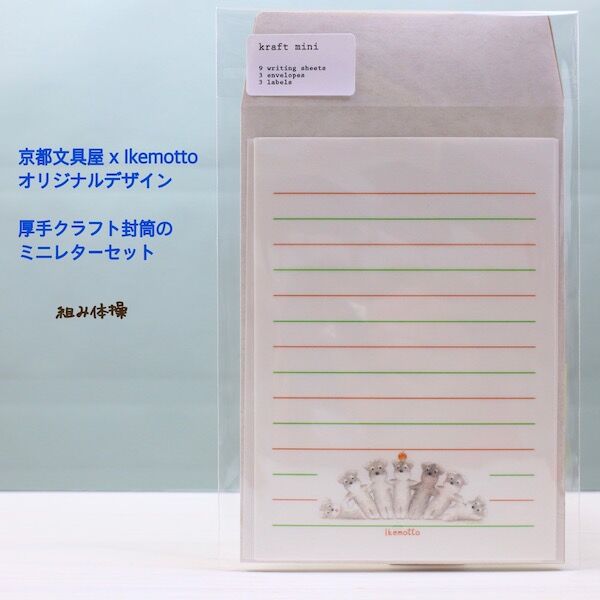 kraft mini
9 writing sheets
3 envelopes
3 labels
京都文具屋 x Ikemotto
オリジナルデザイン
厚手クラフト封筒の
ミニレターセット
組み体操
ikemotto